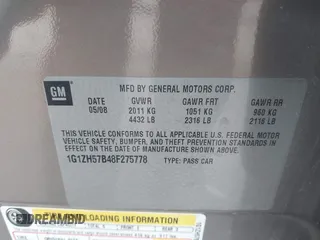 GM
MFD BY GENERAL MOTORS CORP.
DATE GVWR GAWR FRT GAWR RR
05/08 2011 KG 1051 KG 960 KG
4432 LB 2316 LB 2116 LB
THIS VEHICLE CONFORMS TO ALL APPLICABLE U.S. FEDERAL MOTOR
VEHICLE SAFETY, BUMPER, AND THEFT PREVENTION STANDARDS IN
EFFECT ON THE DATE OF MANUFACTURE SHOWN ABOVE.
1G1ZH57B48F275778 TYPE: PASS CAR
LOADING INFORMATION
DREAMBID